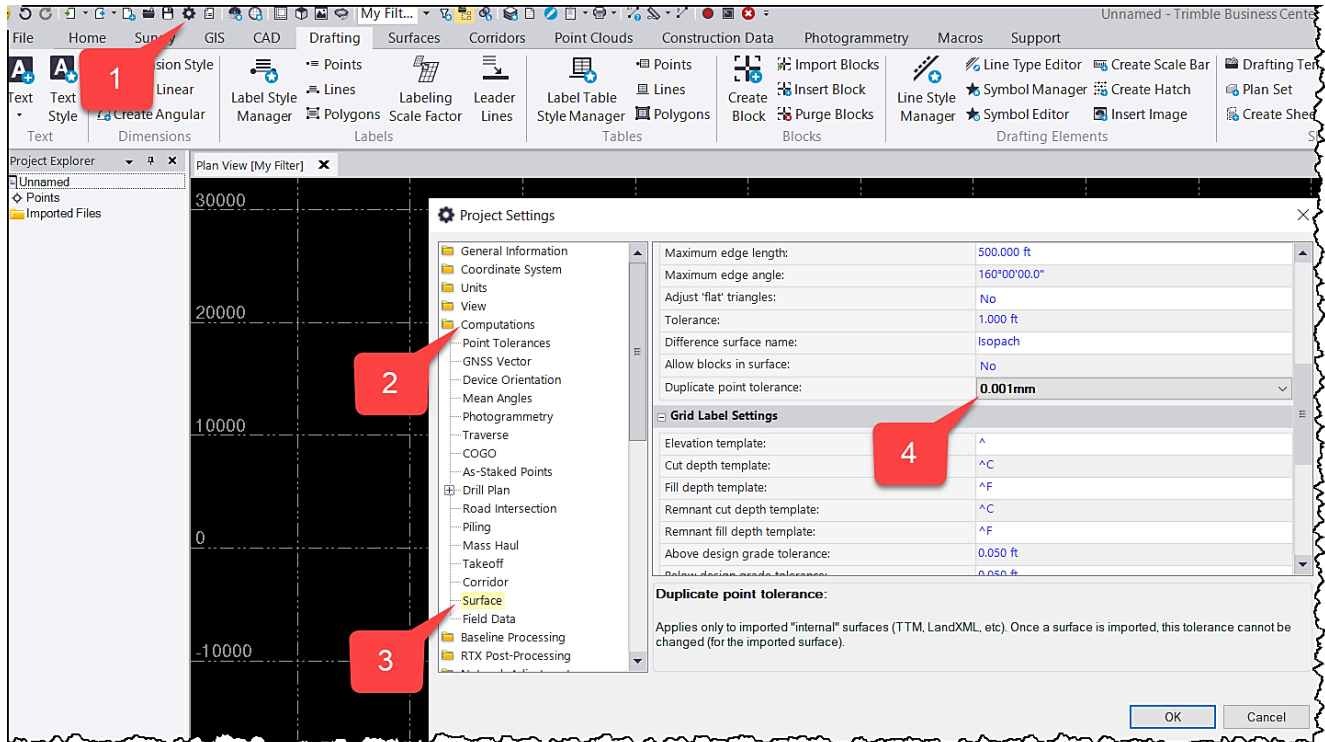 My Filt...
Unnamed - Trimble Business Cente
File Home Survey GIS CAD Drafting Surfaces Corridors Point Clouds Construction Data Photogrammetry Macros Support
1
Text
Text Style
Text
sion Style
Linear
Create Angular
Dimensions
Label Style Manager
Points
Lines
Polygons
Labeling Scale Factor
Leader Lines
Labels
Label Table Style Manager
Points
Lines
Polygons
Tables
Create Block
Import Blocks
Insert Block
Purge Blocks
Blocks
Line Style Manager
Line Type Editor
Symbol Manager
Symbol Editor
Create Scale Bar
Create Hatch
Insert Image
Drafting Elements
Drafting Ten
Plan Set
Create Shee
Project Explorer
Unnamed
Points
Imported Files
Plan View [My Filter]
30000
20000
10000
0
-10000
Project Settings
General Information
Coordinate System
Units
View
Computations
2
Point Tolerances
GNSS Vector
Device Orientation
Mean Angles
Photogrammetry
Traverse
COGO
As-Staked Points
Drill Plan
Road Intersection
Piling
Mass Haul
Takeoff
Corridor
Surface
3
Field Data
Baseline Processing
RTX Post-Processing
Maximum edge length: 500.000 ft
Maximum edge angle: 160°00'00.0"
Adjust 'flat' triangles: No
Tolerance: 1.000 ft
Difference surface name: Isopach
Allow blocks in surface: No
Duplicate point tolerance: 0.001mm
4
Grid Label Settings
Elevation template: ^
Cut depth template: ^C
Fill depth template: ^F
Remnant cut depth template: ^C
Remnant fill depth template: ^F
Above design grade tolerance: 0.050 ft
Below design grade tolerance: 0.050 ft
Duplicate point tolerance:
Applies only to imported "internal" surfaces (TTM, LandXML, etc). Once a surface is imported, this tolerance cannot be
changed (for the imported surface).
OK Cancel